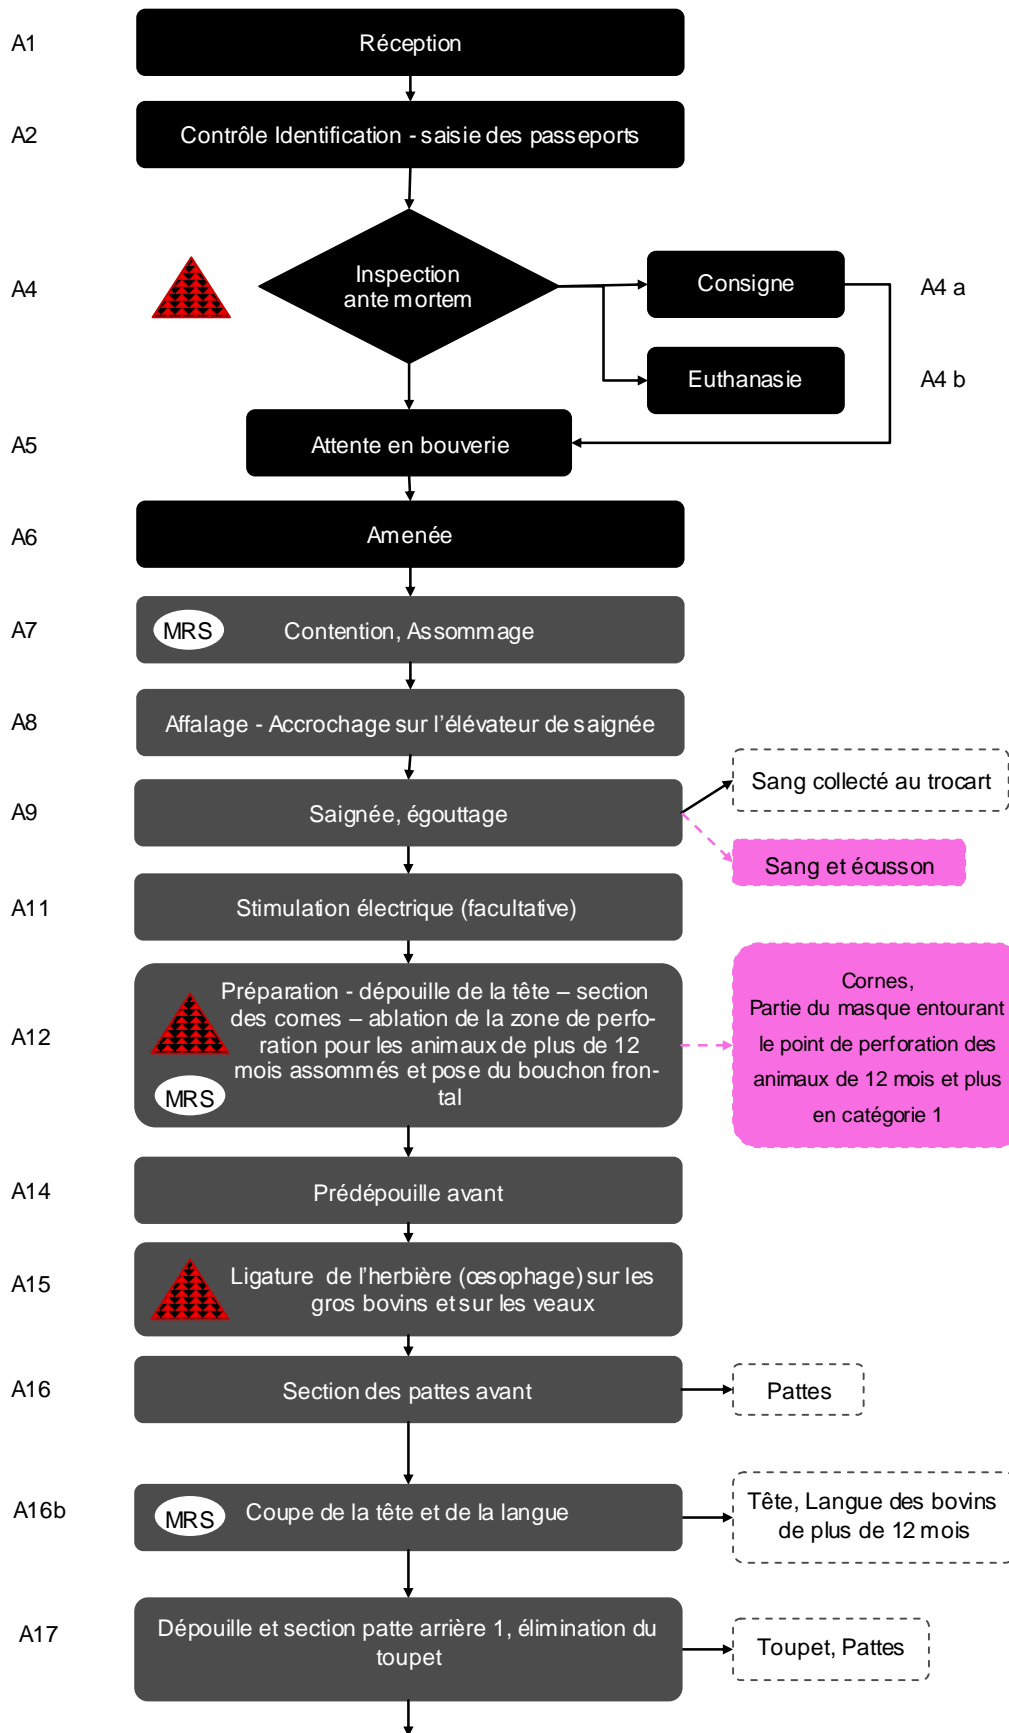 A1
Réception
A2
Contrôle Identification - saisie des passeports
A4
Inspection
ante mortem
Consigne
A4 a
Euthanasie
A4 b
A5
Attente en bouverie
A6
Amenée
A7
MRS
Contention, Assommage
A8
Affalage - Accrochage sur l'élévateur de saignée
A9
Saignée, égouttage
Sang collecté au trocart
Sang et écusson
A11
Stimulation électrique (facultative)
A12
Préparation - dépouille de la tête – section
des cornes – ablation de la zone de perfo-
ration pour les animaux de plus de 12
mois assommés et pose du bouchon fron-
tal
MRS
Cornes,
Partie du masque entourant
le point de perforation des
animaux de 12 mois et plus
en catégorie 1
A14
Prédépouille avant
A15
Ligature de l'herbière (œsophage) sur les
gros bovins et sur les veaux
A16
Section des pattes avant
Pattes
A16b
MRS
Coupe de la tête et de la langue
Tête, Langue des bovins
de plus de 12 mois
A17
Dépouille et section patte arrière 1, élimination du
toupet
Toupet, Pattes